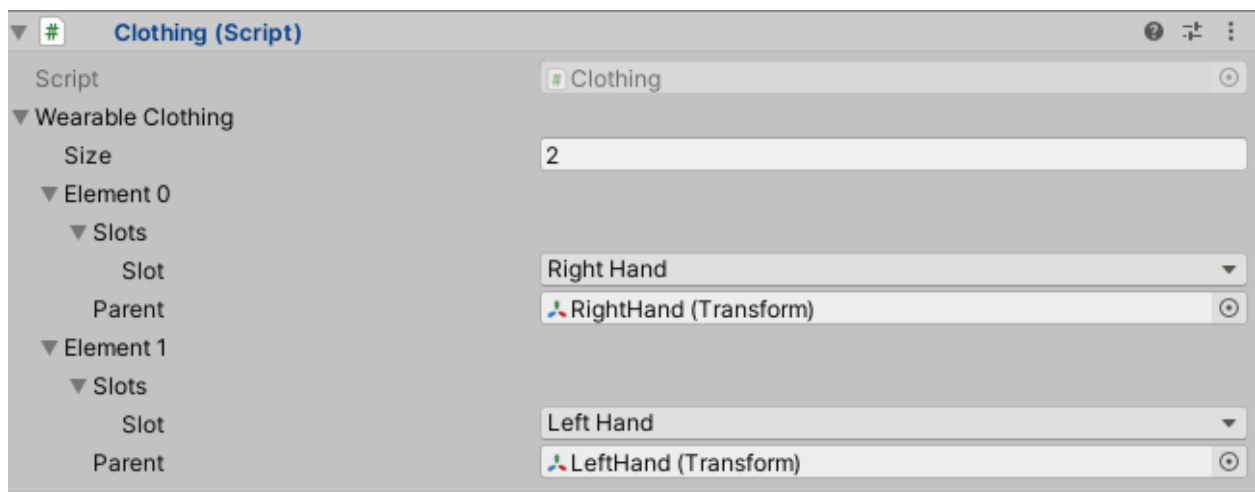 Clothing (Script)
Script Clothing
Wearable Clothing
Size 2
Element 0
Slots
Slot Right Hand
Parent RightHand (Transform)
Element 1
Slots
Slot Left Hand
Parent LeftHand (Transform)